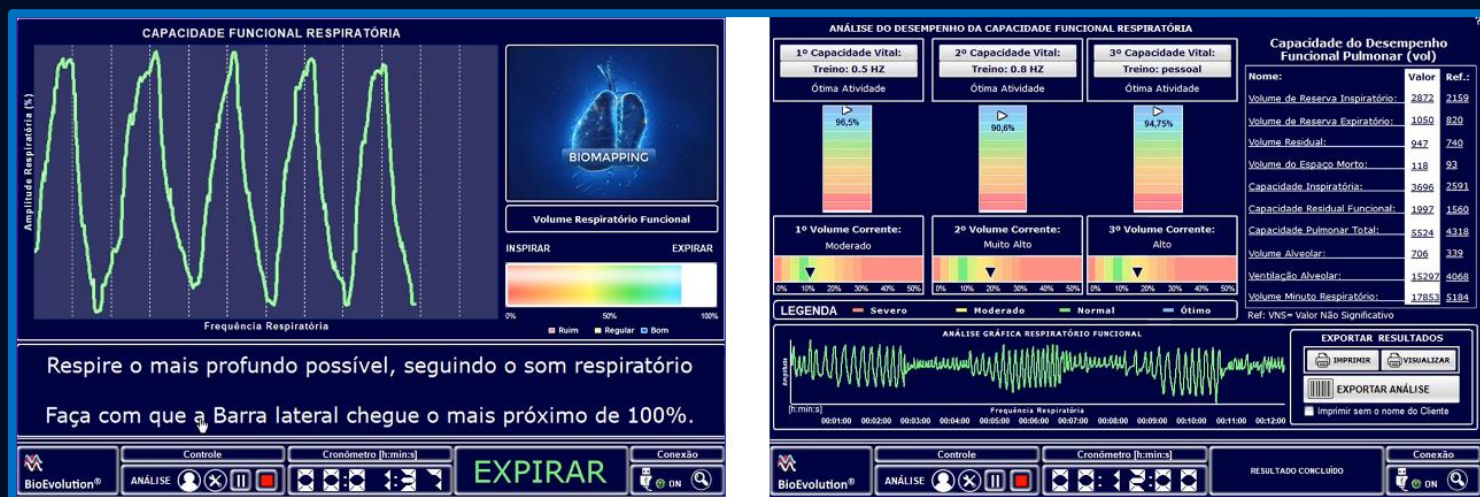 CAPACIDADE FUNCIONAL RESPIRATÓRIA
Amplitude Respiratória (%)
Frequência Respiratória
BIOMAPPING
Volume Respiratório Funcional
INSPIRAR EXPIRAR
0% 50% 100%
Ruim Regular Bom
Respire o mais profundo possível, seguindo o som respiratório
Faça com que a Barra lateral chegue o mais próximo de 100%.
BioEvolution®
Controle
ANÁLISE
Cronômetro [h:min:s]
EXPIRAR
Conexão
ON
ANÁLISE DO DESEMPENHO DA CAPACIDADE FUNCIONAL RESPIRATÓRIA
1º Capacidade Vital: 2º Capacidade Vital: 3º Capacidade Vital:
Treino: 0.5 HZ Treino: 0.8 HZ Treino: pessoal
Ótima Atividade Ótima Atividade Ótima Atividade
96,5% 90,6% 94,75%
1º Volume Corrente: 2º Volume Corrente: 3º Volume Corrente:
Moderado Muito Alto Alto
0% 10% 20% 30% 40% 50% 0% 10% 20% 30% 40% 50% 0% 10% 20% 30% 40% 50%
LEGENDA Severo Moderado Normal Ótimo
Capacidade do Desempenho
Funcional Pulmonar (vol)
Nome: Valor Ref.:
Volume de Reserva Inspiratório: 2872 2159
Volume de Reserva Expiratório: 1050 820
Volume Residual: 947 740
Volume do Espaço Morto: 118 93
Capacidade Inspiratória: 3696 2591
Capacidade Residual Funcional: 1997 1560
Capacidade Pulmonar Total: 5524 4318
Volume Alveolar: 706 339
Ventilação Alveolar: 15297 4068
Volume Minuto Respiratório: 17853 5184
Ref: VNS= Valor Não Significativo
ANÁLISE GRÁFICA RESPIRATÓRIO FUNCIONAL
Amplitude
[h:min:s]
Frequência Respiratória
00:01:00 00:02:00 00:03:00 00:04:00 00:05:00 00:06:00 00:07:00 00:08:00 00:09:00 00:10:00 00:11:00 00:12:00
EXPORTAR RESULTADOS
IMPRIMIR VISUALIZAR
EXPORTAR ANÁLISE
Imprimir sem o nome do Cliente
BioEvolution®
Controle
ANÁLISE
Cronômetro [h:min:s]
RESULTADO CONCLUÍDO
Conexão
ON